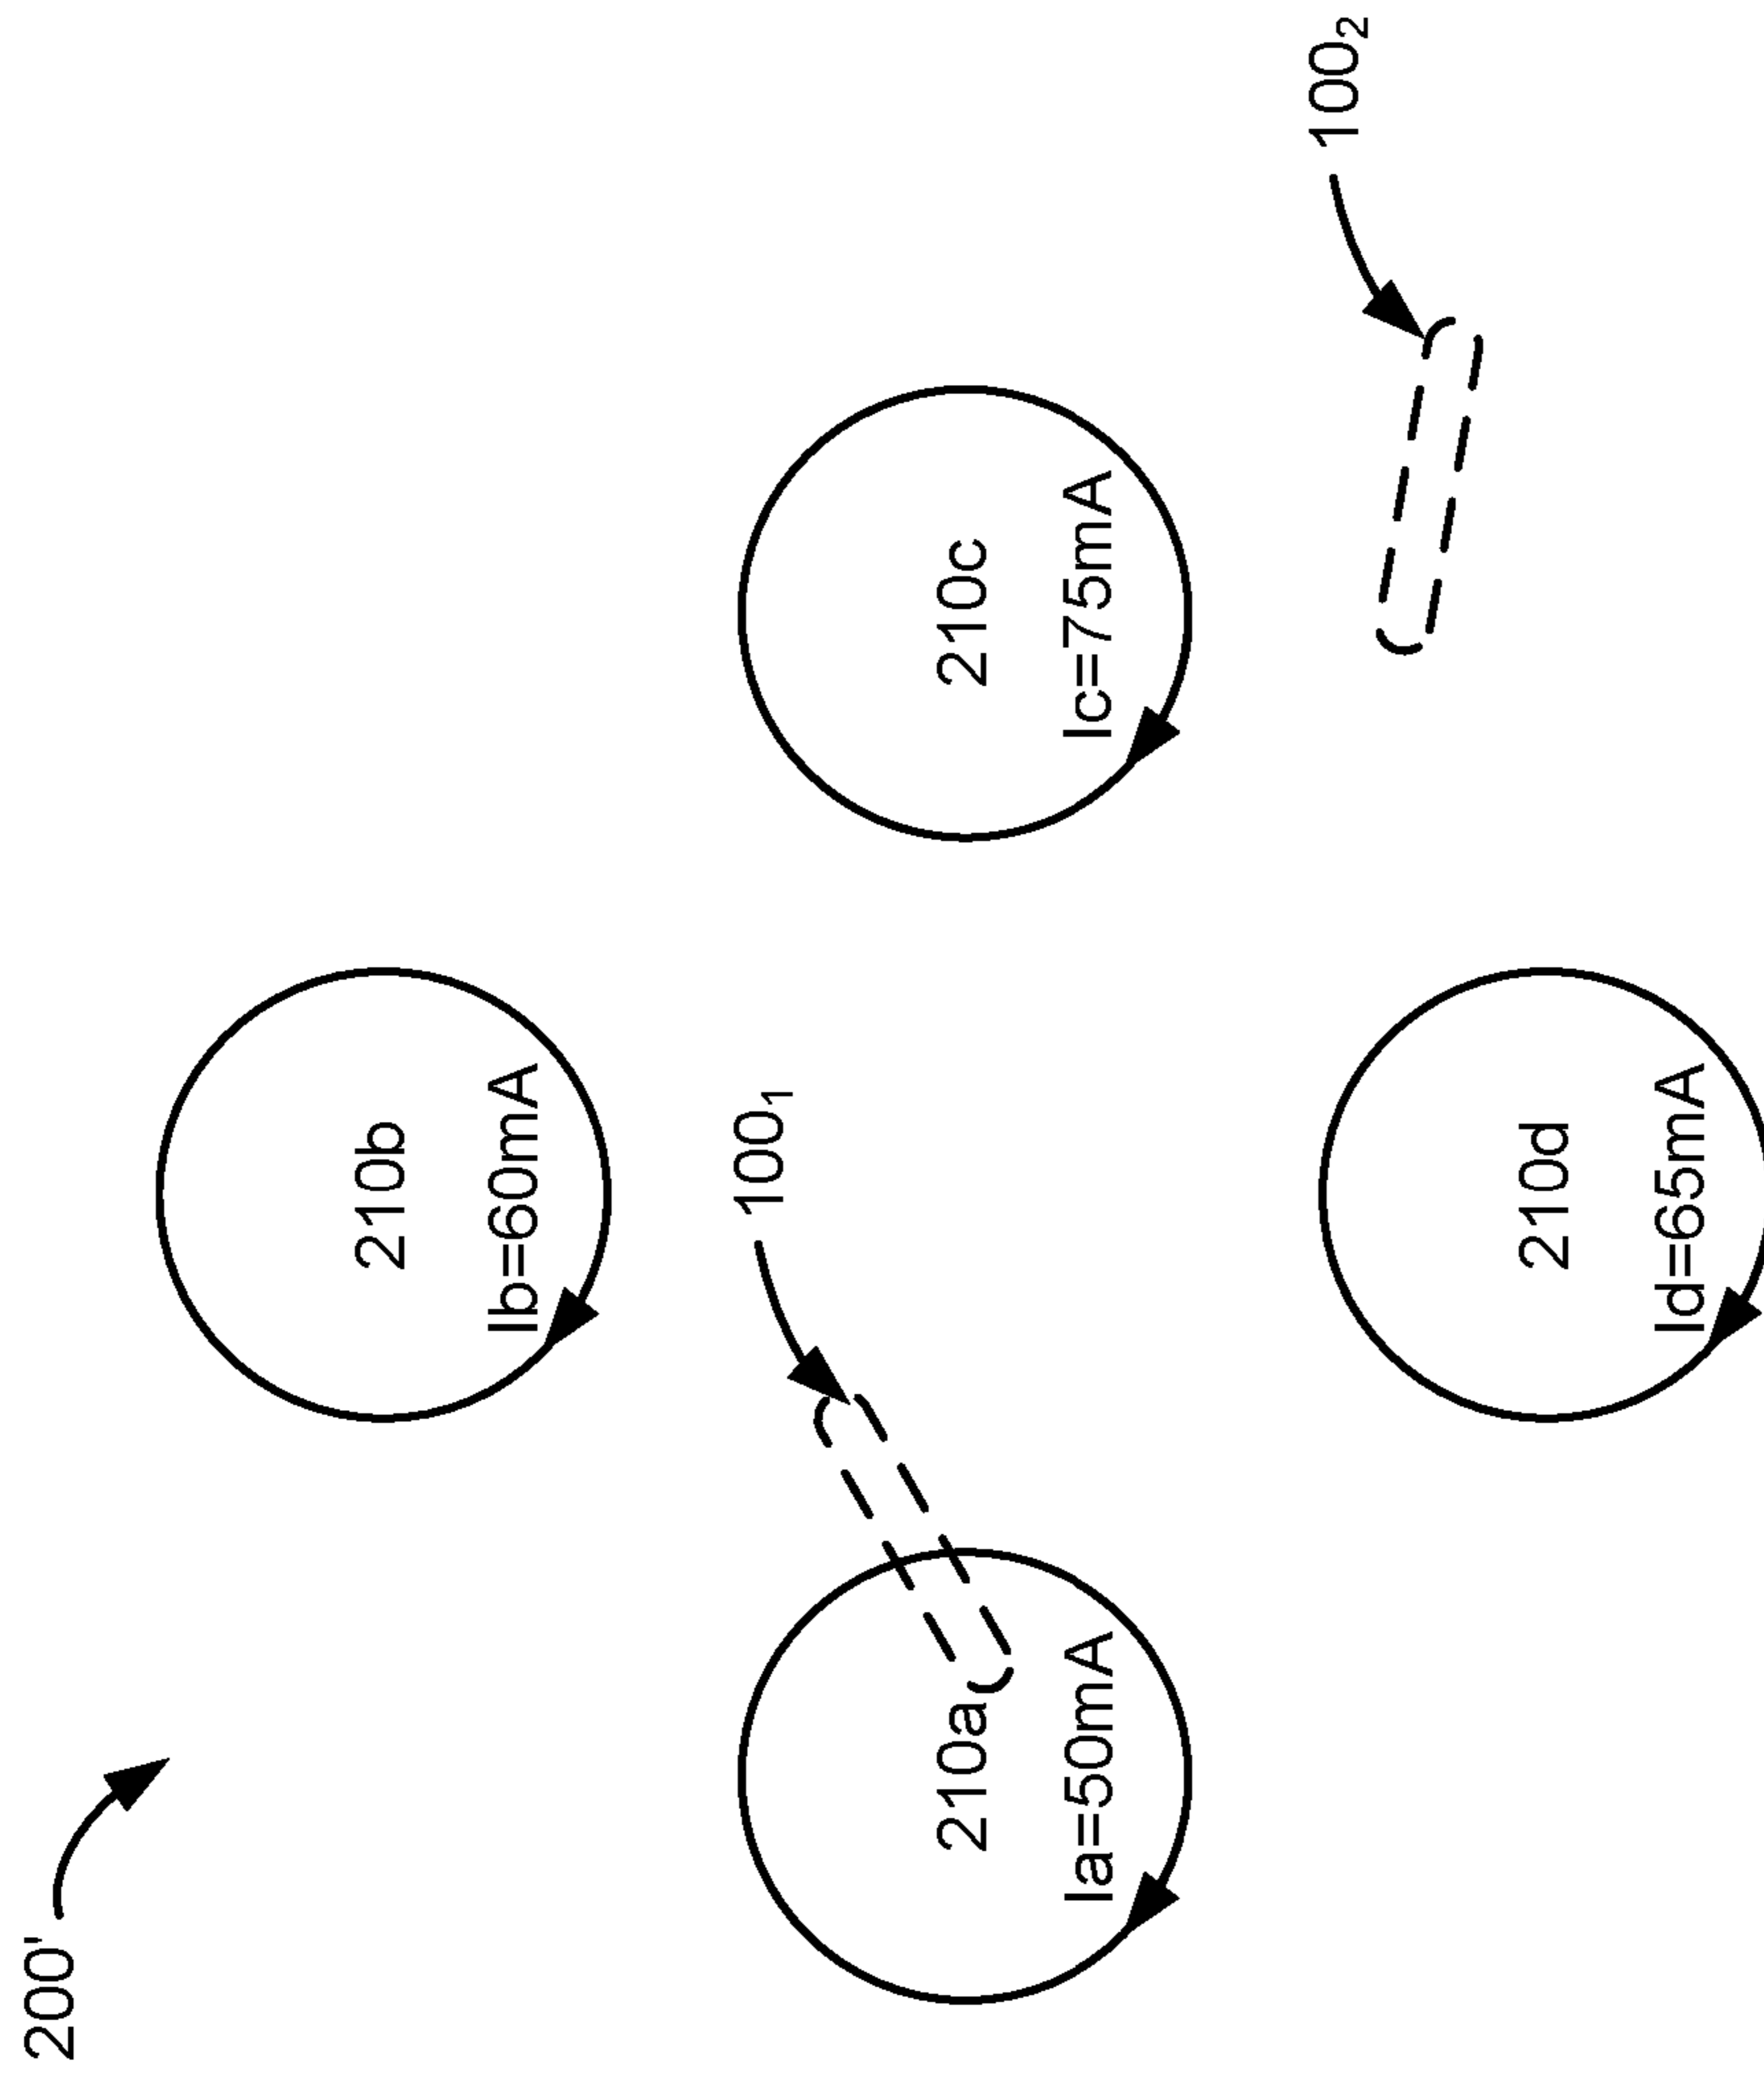 200'
210b
Ib=60mA
100₁
210a
Ia=50mA
210c
Ic=75mA
100₂
210d
Id=65mA